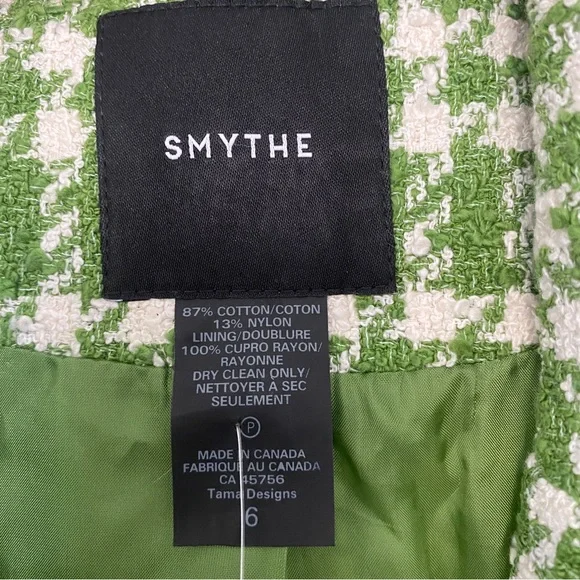 SMYTHE
87% COTTON/COTON
13% NYLON
LINING/DOUBLURE
100% CUPRO RAYON/
RAYONNE
DRY CLEAN ONLY/
NETTOYER A SEC
SEULEMENT
P
MADE IN CANADA
FABRIQUE AU CANADA
CA 45756
Tama Designs
6